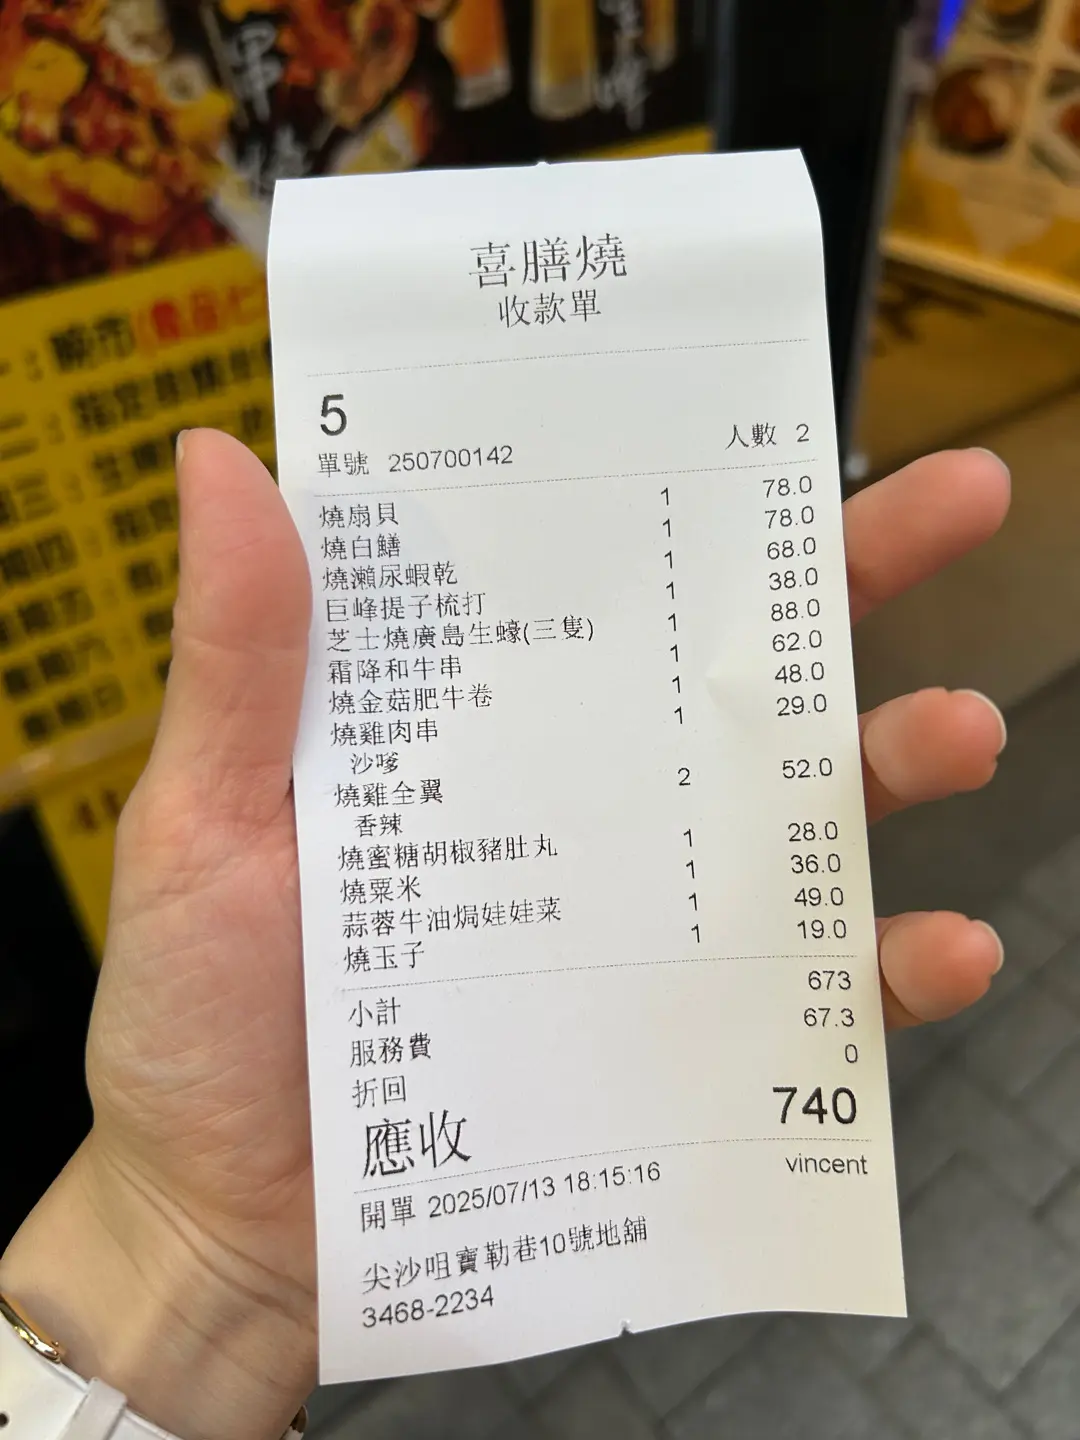 喜膳燒
收款單
5
單號 250700142 人數 2
燒扇貝 1 78.0
燒白鱔 1 78.0
燒瀨尿蝦乾 1 68.0
巨峰提子梳打 1 38.0
芝士燒廣島生蠔(三隻) 1 88.0
霜降和牛串 1 62.0
燒金菇肥牛卷 1 48.0
燒雞肉串 1 29.0
沙嗲
燒雞全翼 2 52.0
香辣
燒蜜糖胡椒豬肚丸 1 28.0
燒粟米 1 36.0
蒜蓉牛油焗娃娃菜 1 49.0
燒玉子 1 19.0
小計 673
服務費 67.3
折回 0
應收 740
開單 2025/07/13 18:15:16 vincent
尖沙咀寶勒巷10號地舖
3468-2234